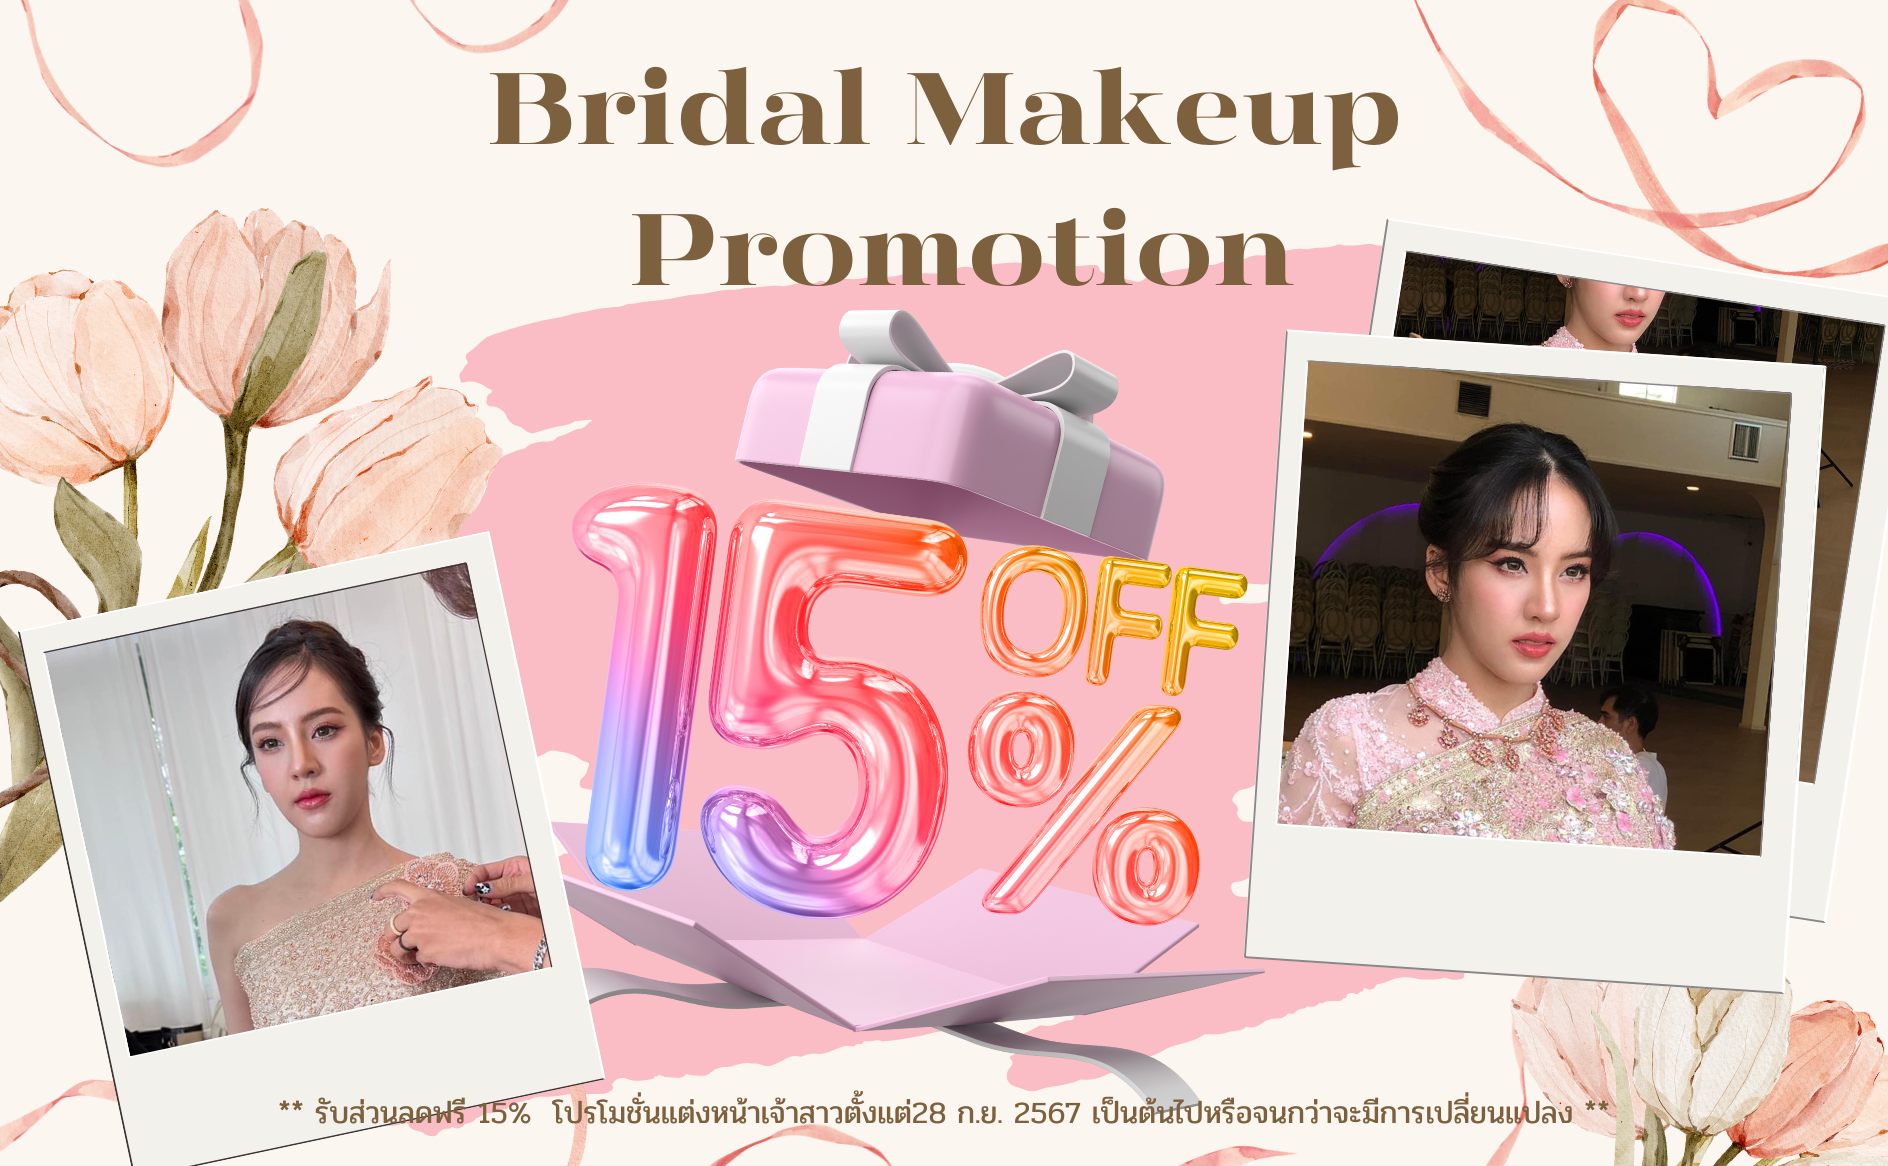 Bridal Makeup
Promotion
15 OFF
%
** รับส่วนลดฟรี 15% โปรโมชั่นแต่งหน้าเจ้าสาวตั้งแต่28 ก.ย. 2567 เป็นต้นไปหรือจนกว่าจะมีการเปลี่ยนแปลง **